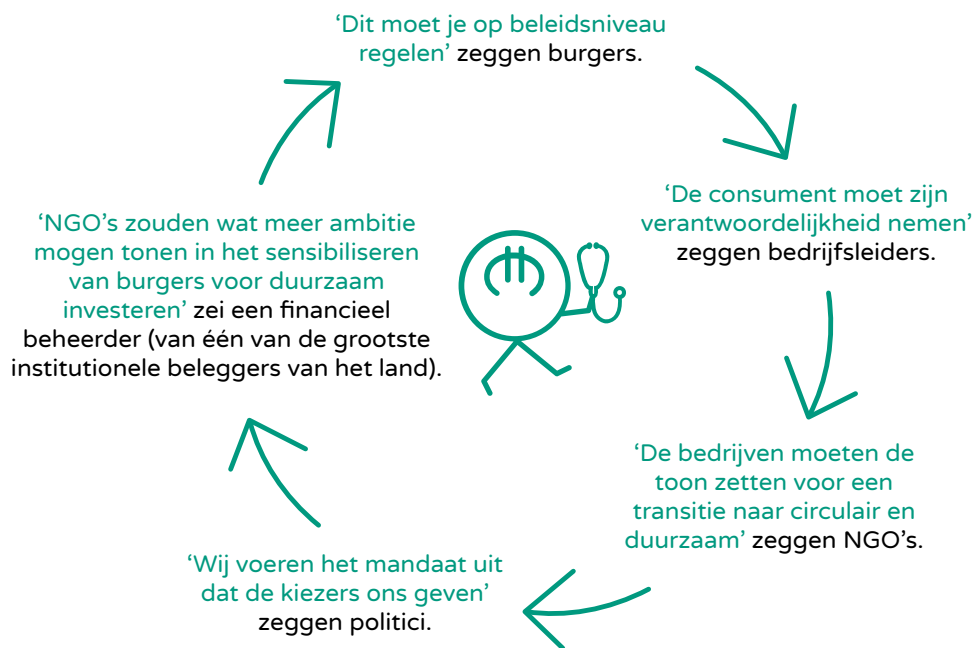 ‘Dit moet je op beleidsniveau
regelen’ zeggen burgers.
‘De consument moet zijn
verantwoordelijkheid nemen’
zeggen bedrijfsleiders.
‘De bedrijven moeten de
toon zetten voor een
transitie naar circulair en
duurzaam’ zeggen NGO’s.
‘Wij voeren het mandaat uit
dat de kiezers ons geven’
zeggen politici.
‘NGO’s zouden wat meer ambitie
mogen tonen in het sensibiliseren
van burgers voor duurzaam
investeren’ zei een financieel
beheerder (van één van de grootste
institutionele beleggers van het land).